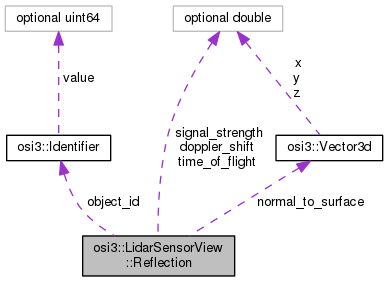 optional uint64
optional double
value
x
y
z
signal_strength
doppler_shift
time_of_flight
osi3::Identifier
osi3::Vector3d
object_id
normal_to_surface
osi3::LidarSensorView
::Reflection